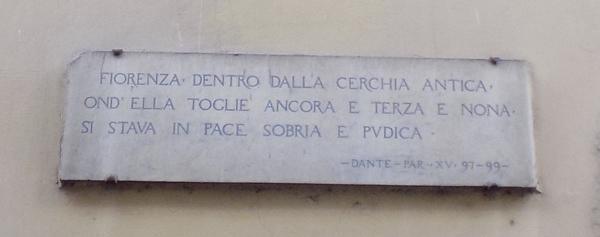 FIORENZA · DENTRO DALLA CERCHIA ANTICA,
OND' ELLA TOGLIE ANCORA E TERZA E NONA ·
SI STAVA IN PACE SOBRIA E PVDICA ·
– DANTE – PAR · XV · 97 – 99 –